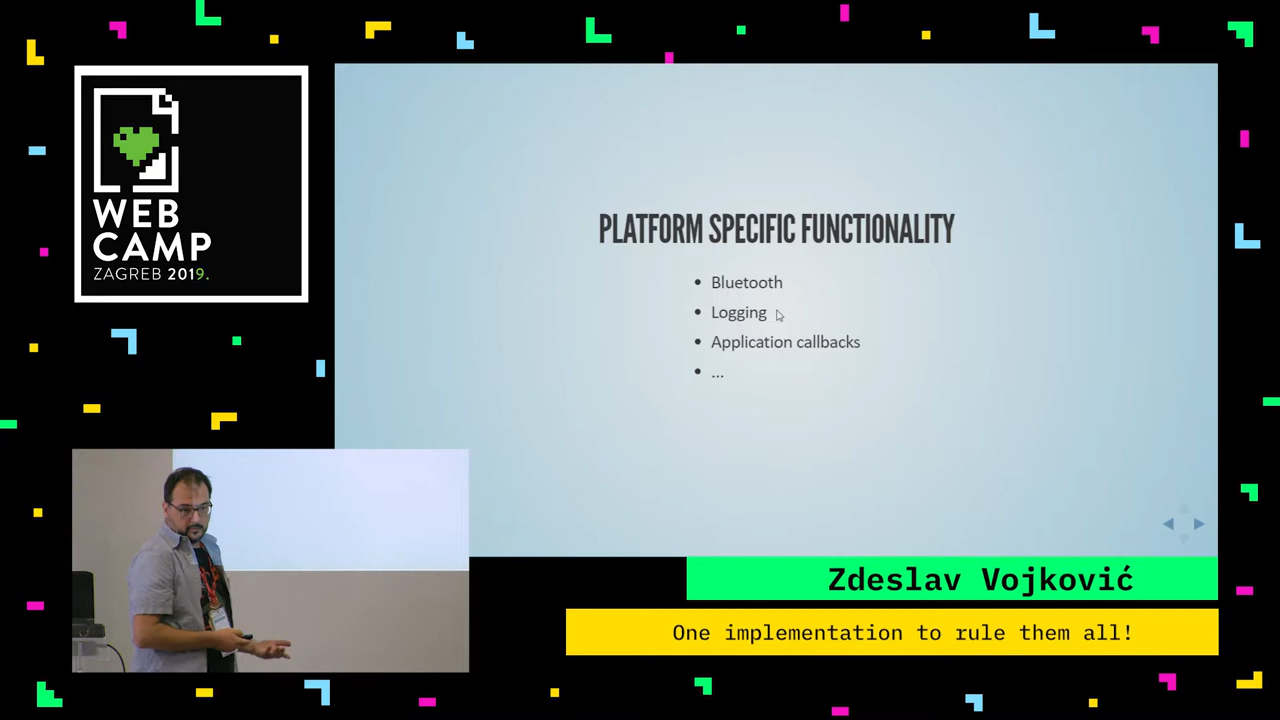 WEB
CAMP
ZAGREB 2019.
PLATFORM SPECIFIC FUNCTIONALITY
• Bluetooth
• Logging
• Application callbacks
• ...
Zdeslav Vojković
One implementation to rule them all!